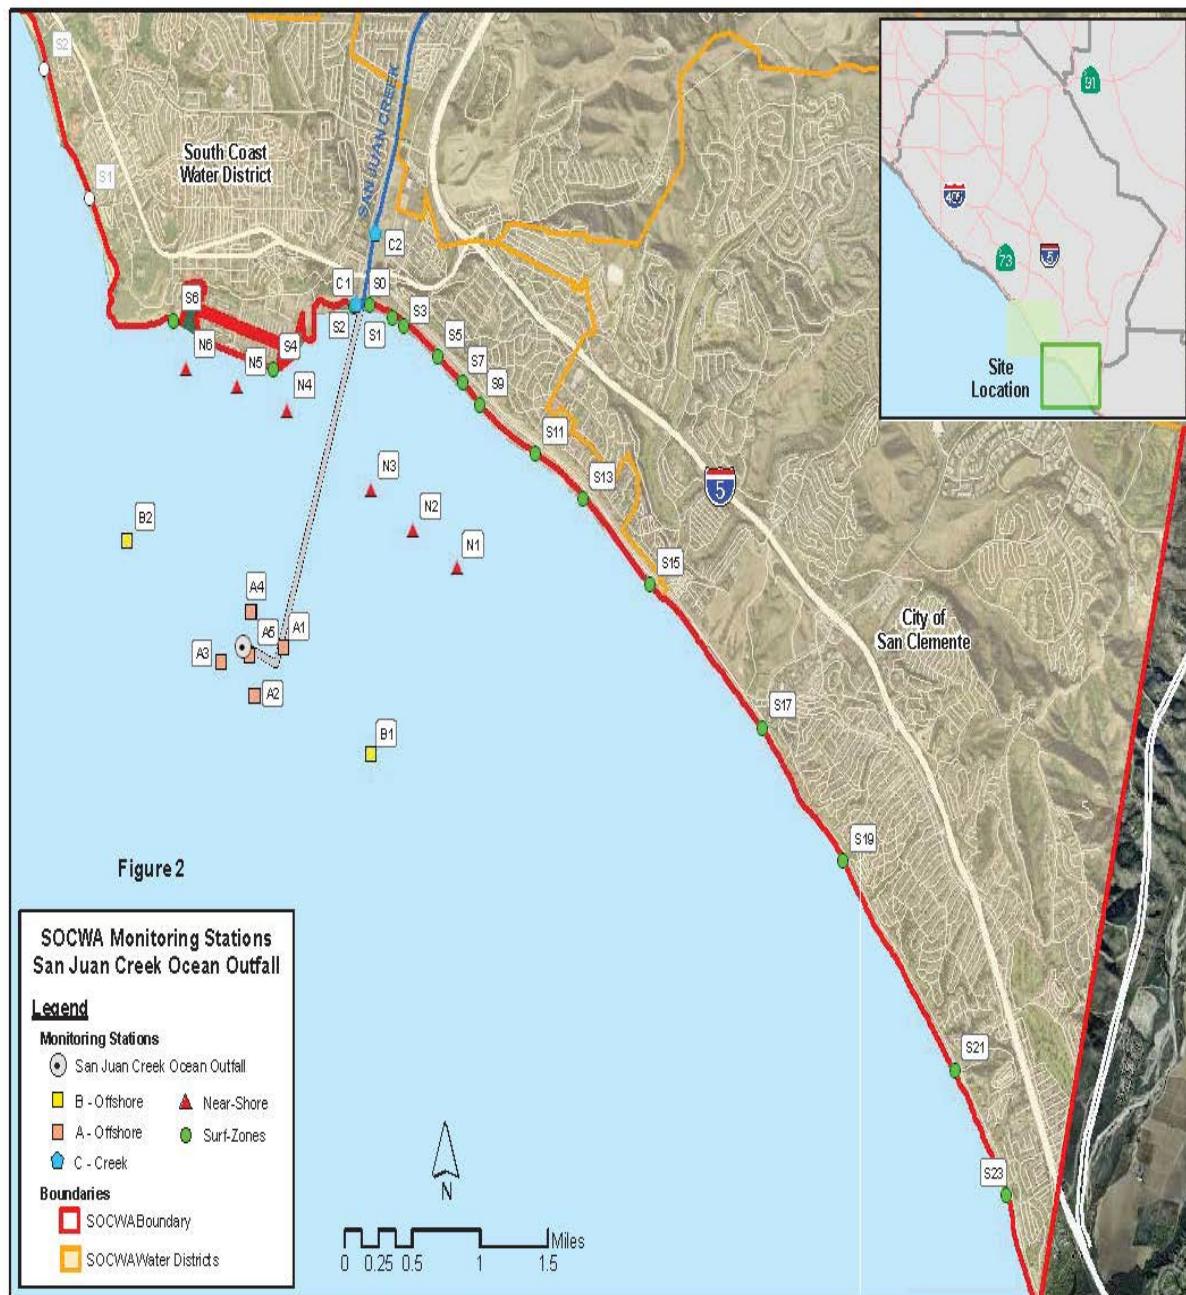 S2
S1
South Coast
Water District
SAN JUAN CREEK
C2
C1
S0
S6
S2
S1
S3
N6
N5
S4
N4
S5
S7
S9
S11
S13
N3
N2
N1
B2
5
S15
A4
A5
A1
A3
A2
City of
San Clemente
B1
S17
S19
S21
S23
91
405
73
5
Site
Location
Figure 2
SOCWA Monitoring Stations
San Juan Creek Ocean Outfall
Legend
Monitoring Stations
San Juan Creek Ocean Outfall
B - Offshore
Near-Shore
A - Offshore
Surf-Zones
C - Creek
Boundaries
SOCWA Boundary
SOCWA Water Districts
N
Miles
0 0.25 0.5 1 1.5